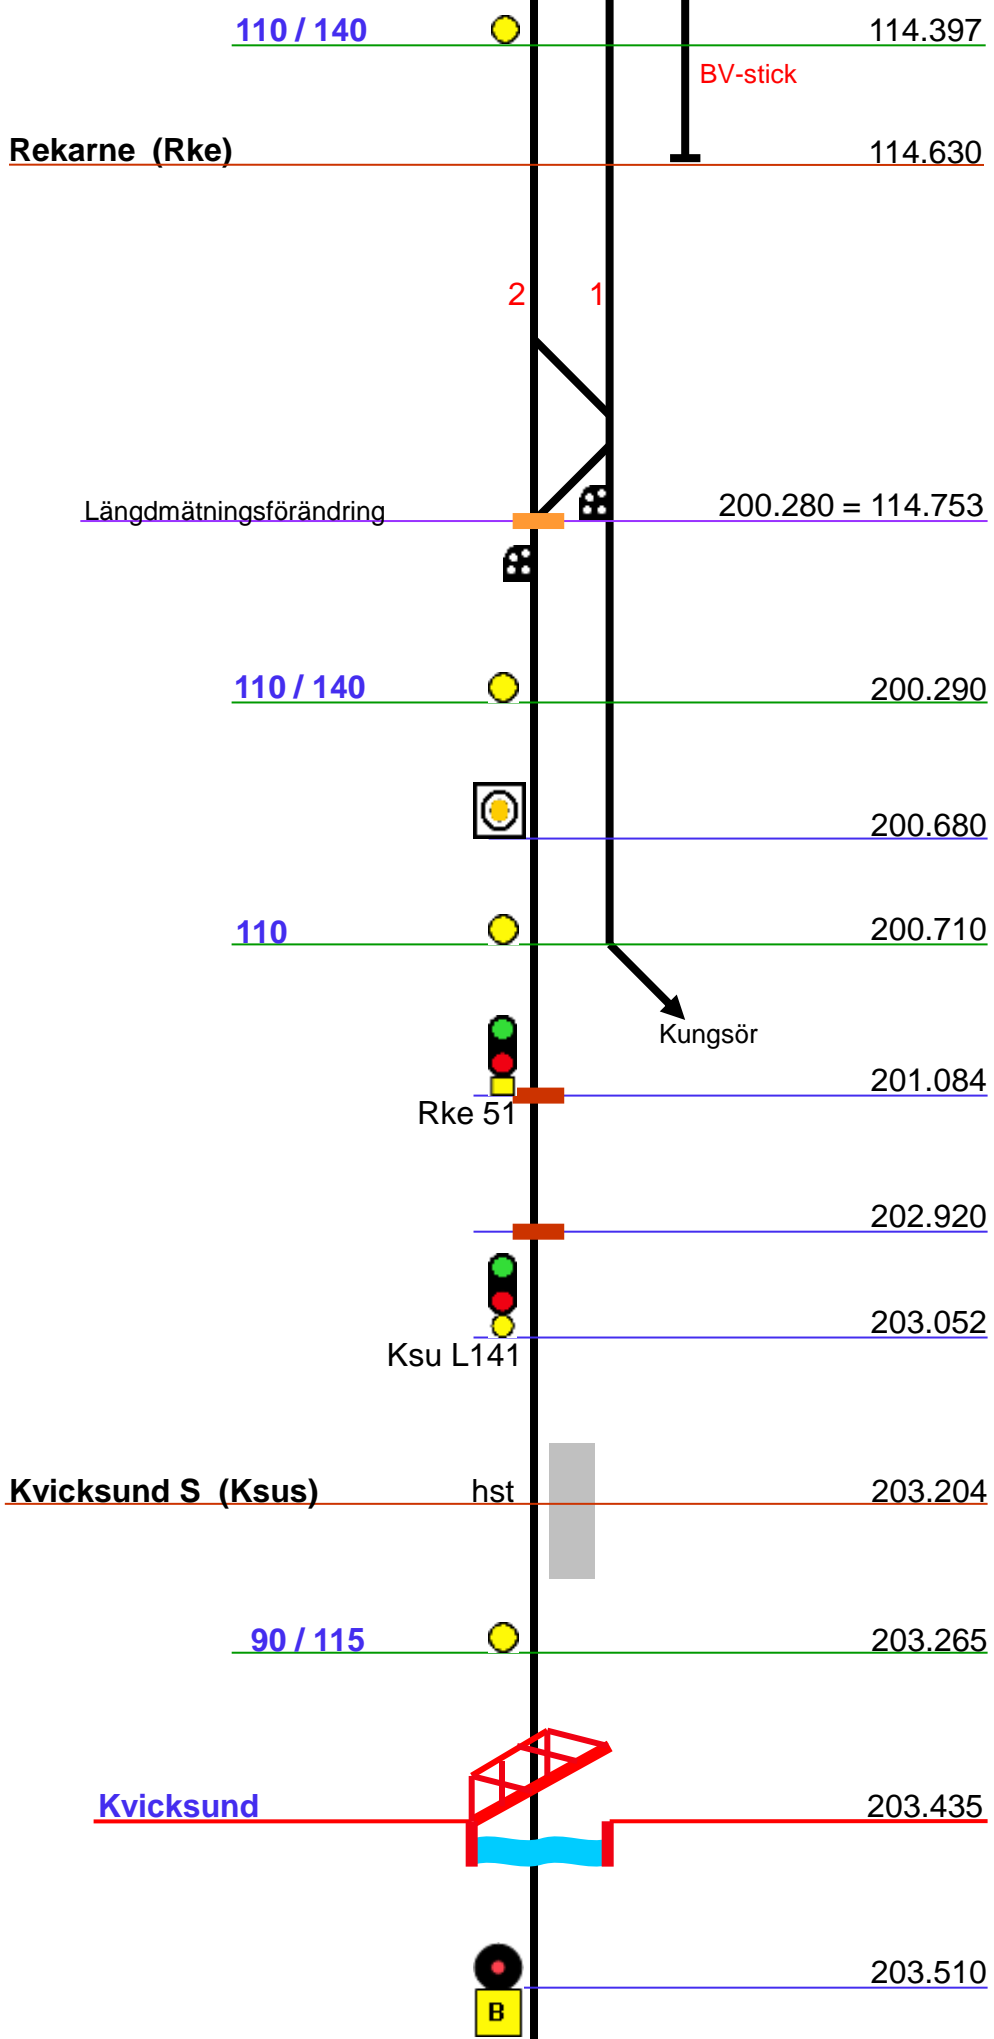 110 / 140 114.397
BV-stick
Rekarne (Rke) 114.630
2 1
Längdmätningsförändring 200.280 = 114.753
110 / 140 200.290
200.680
110 200.710
Kungsör
201.084
Rke 51
202.920
203.052
Ksu L141
Kvicksund S (Ksus) hst 203.204
90 / 115 203.265
Kvicksund 203.435
203.510
B